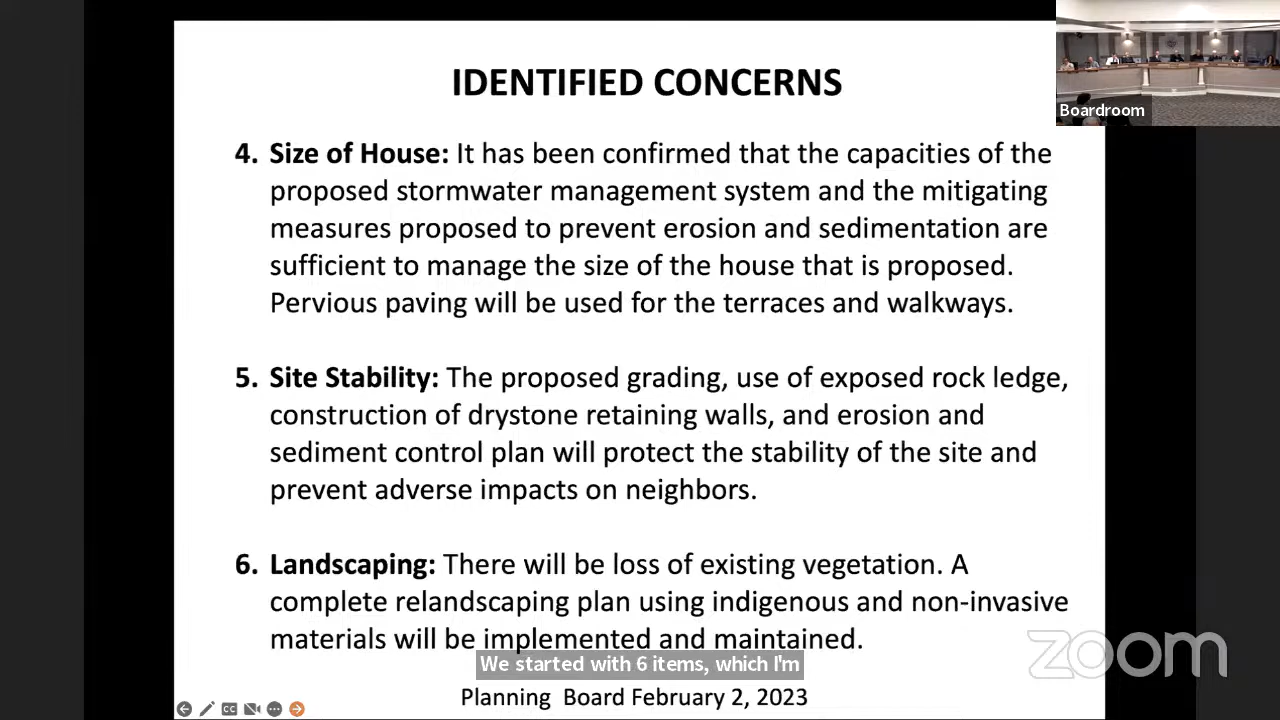 IDENTIFIED CONCERNS
Boardroom
4. Size of House: It has been confirmed that the capacities of the
proposed stormwater management system and the mitigating
measures proposed to prevent erosion and sedimentation are
sufficient to manage the size of the house that is proposed.
Pervious paving will be used for the terraces and walkways.
5. Site Stability: The proposed grading, use of exposed rock ledge,
construction of drystone retaining walls, and erosion and
sediment control plan will protect the stability of the site and
prevent adverse impacts on neighbors.
6. Landscaping: There will be loss of existing vegetation. A
complete relandscaping plan using indigenous and non-invasive
materials will be implemented and maintained.
zoom
We started with 6 items, which I'm
Planning Board February 2, 2023
CC